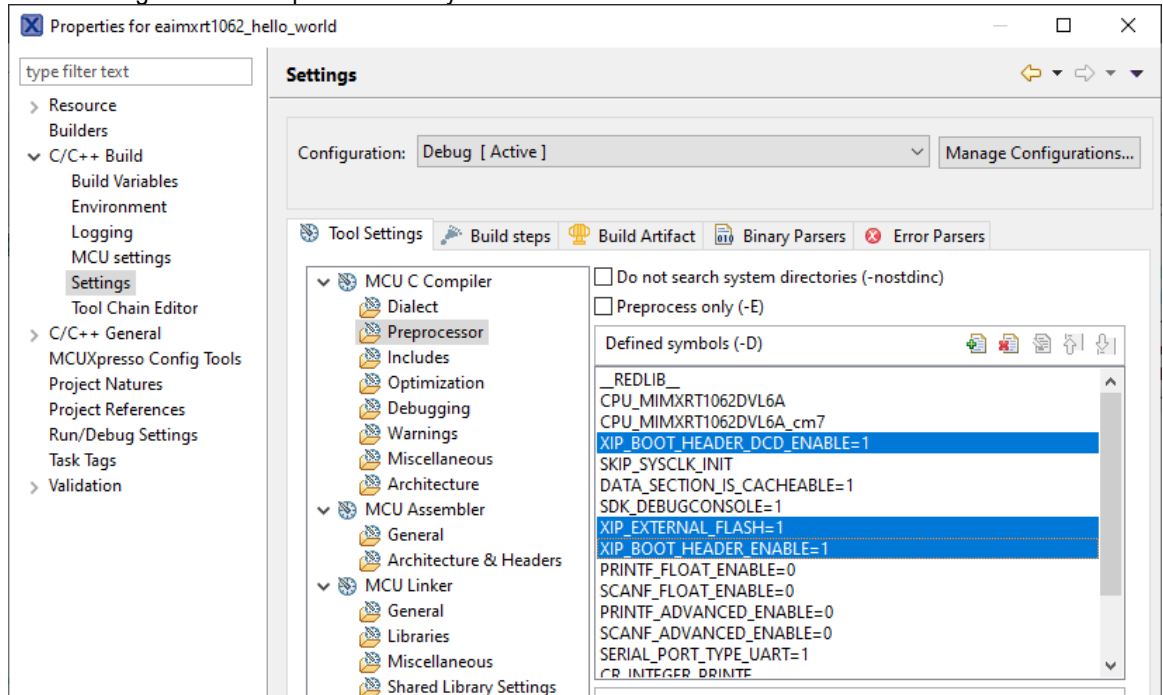 Properties for eaimxrt1062_hello_world
type filter text
Resource
Builders
C/C++ Build
Build Variables
Environment
Logging
MCU settings
Settings
Tool Chain Editor
C/C++ General
MCUXpresso Config Tools
Project Natures
Project References
Run/Debug Settings
Task Tags
Validation
Settings
Configuration: Debug [ Active ]
Manage Configurations...
Tool Settings Build steps Build Artifact Binary Parsers Error Parsers
MCU C Compiler
Dialect
Preprocessor
Includes
Optimization
Debugging
Warnings
Miscellaneous
Architecture
MCU Assembler
General
Architecture & Headers
MCU Linker
General
Libraries
Miscellaneous
Shared Library Settings
Do not search system directories (-nostdinc)
Preprocess only (-E)
Defined symbols (-D)
__REDLIB__
CPU_MIMXRT1062DVL6A
CPU_MIMXRT1062DVL6A_cm7
XIP_BOOT_HEADER_DCD_ENABLE=1
SKIP_SYSCLK_INIT
DATA_SECTION_IS_CACHEABLE=1
SDK_DEBUGCONSOLE=1
XIP_EXTERNAL_FLASH=1
XIP_BOOT_HEADER_ENABLE=1
PRINTF_FLOAT_ENABLE=0
SCANF_FLOAT_ENABLE=0
PRINTF_ADVANCED_ENABLE=0
SCANF_ADVANCED_ENABLE=0
SERIAL_PORT_TYPE_UART=1
CR_INTEGER_PRINTF